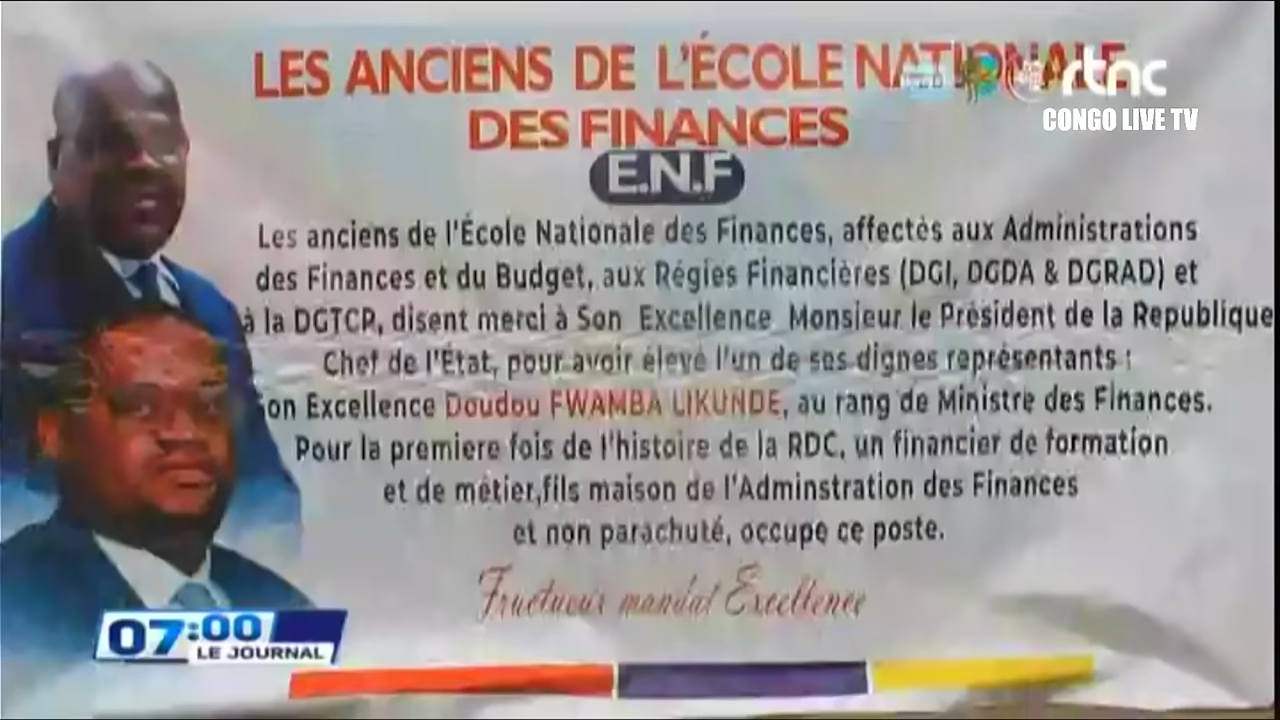 LES ANCIENS DE L'ÉCOLE NATIONALE
DES FINANCES
E.N.F
rtnc
CONGO LIVE TV
Les anciens de l'École Nationale des Finances, affectès aux Administrations
des Finances et du Budget, aux Régies Financières (DGI, DGDA & DGRAD) et
à la DGTCP, disent merci à Son Excellence Monsieur le Président de la Republique
Chef de l'État, pour avoir élevé l'un de ses dignes représentants :
Son Excellence Doudou FWAMBA LIKUNDE, au rang de Ministre des Finances.
Pour la premiere fois de l'histoire de la RDC, un financier de formation
et de métier,fils maison de l'Adminstration des Finances
et non parachuté, occupe ce poste.
Fructueux mandat Excellence
07:00
LE JOURNAL